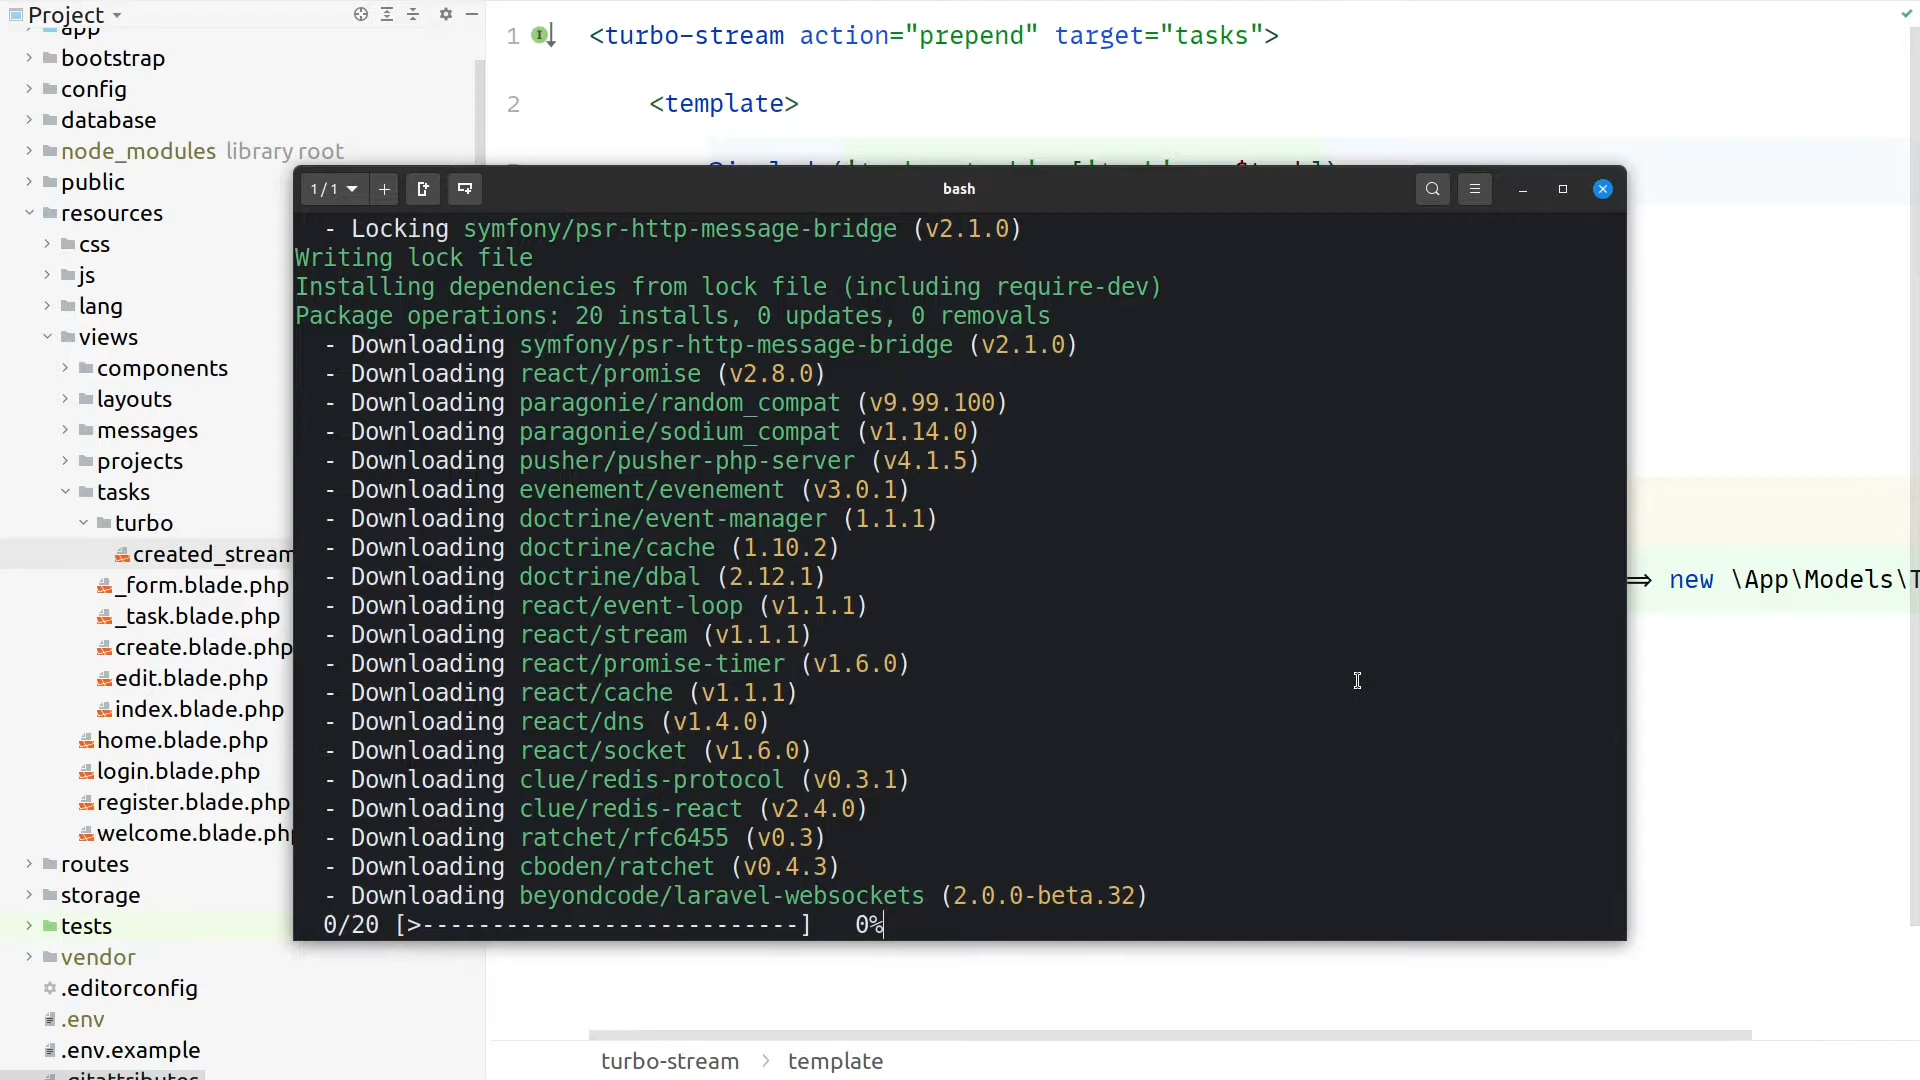 Project
app
bootstrap
config
database
node_modules library root
public
resources
css
js
lang
views
components
layouts
messages
projects
tasks
turbo
created_stream
_form.blade.php
_task.blade.php
create.blade.php
edit.blade.php
index.blade.php
home.blade.php
login.blade.php
register.blade.php
welcome.blade.ph
routes
storage
tests
vendor
.editorconfig
.env
.env.example
.gitattributes
1 <turbo-stream action="prepend" target="tasks">
2 <template>
1/1
bash
- Locking symfony/psr-http-message-bridge (v2.1.0)
Writing lock file
Installing dependencies from lock file (including require-dev)
Package operations: 20 installs, 0 updates, 0 removals
- Downloading symfony/psr-http-message-bridge (v2.1.0)
- Downloading react/promise (v2.8.0)
- Downloading paragonie/random_compat (v9.99.100)
- Downloading paragonie/sodium_compat (v1.14.0)
- Downloading pusher/pusher-php-server (v4.1.5)
- Downloading evenement/evenement (v3.0.1)
- Downloading doctrine/event-manager (1.1.1)
- Downloading doctrine/cache (1.10.2)
- Downloading doctrine/dbal (2.12.1)
- Downloading react/event-loop (v1.1.1)
- Downloading react/stream (v1.1.1)
- Downloading react/promise-timer (v1.6.0)
- Downloading react/cache (v1.1.1)
- Downloading react/dns (v1.4.0)
- Downloading react/socket (v1.6.0)
- Downloading clue/redis-protocol (v0.3.1)
- Downloading clue/redis-react (v2.4.0)
- Downloading ratchet/rfc6455 (v0.3)
- Downloading cboden/ratchet (v0.4.3)
- Downloading beyondcode/laravel-websockets (2.0.0-beta.32)
0/20 [>---------------------------] 0%
=> new \App\Models\T
turbo-stream > template